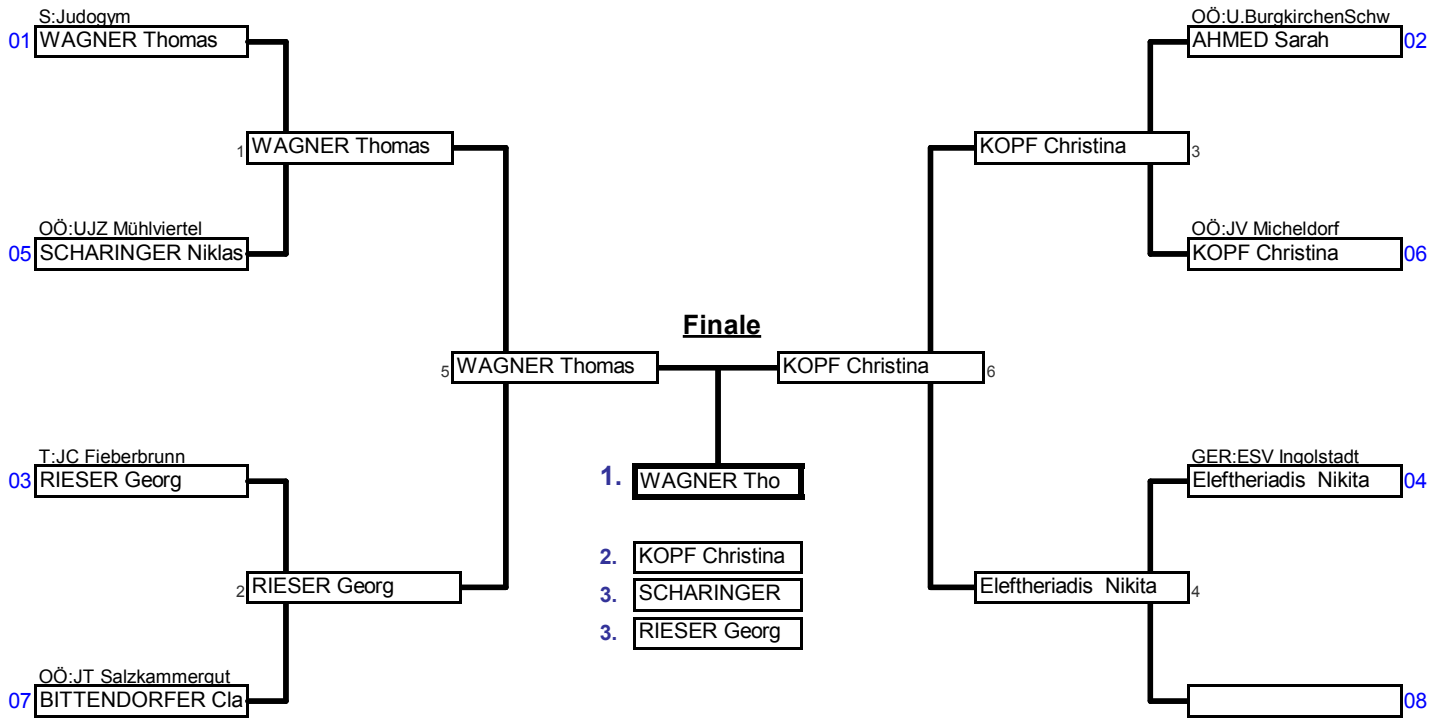 S:Judogym
01 WAGNER Thomas
OÖ:U.BurgkirchenSchw
AHMED Sarah 02
1 WAGNER Thomas
KOPF Christina 3
OÖ:UJZ Mühlviertel
05 SCHARINGER Niklas
OÖ:JV Micheldorf
KOPF Christina 06
Finale
5 WAGNER Thomas
KOPF Christina 6
T:JC Fieberbrunn
03 RIESER Georg
1. WAGNER Tho
GER:ESV Ingolstadt
Eleftheriadis Nikita 04
2. KOPF Christina
2 RIESER Georg
3. SCHARINGER
Eleftheriadis Nikita 4
3. RIESER Georg
OÖ:JT Salzkammergut
07 BITTENDORFER Cla
08